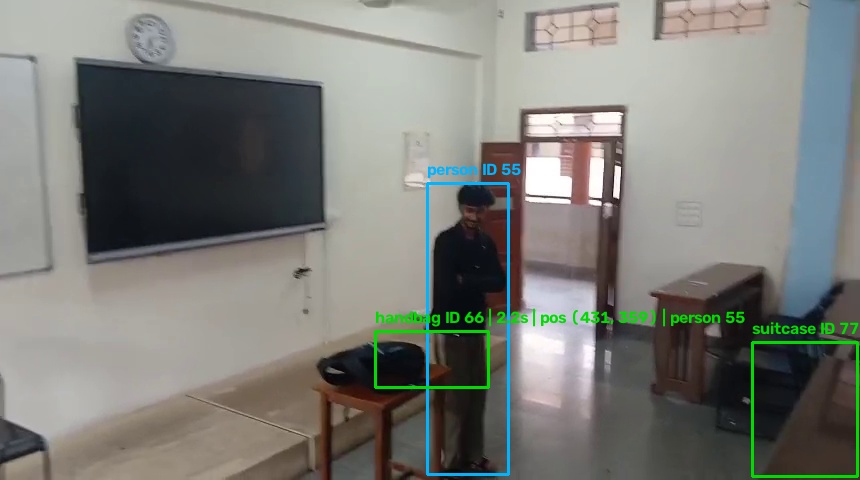 person ID 55
handbag ID 66 | 2.2s | pos (431, 359) | person 55
suitcase ID 77